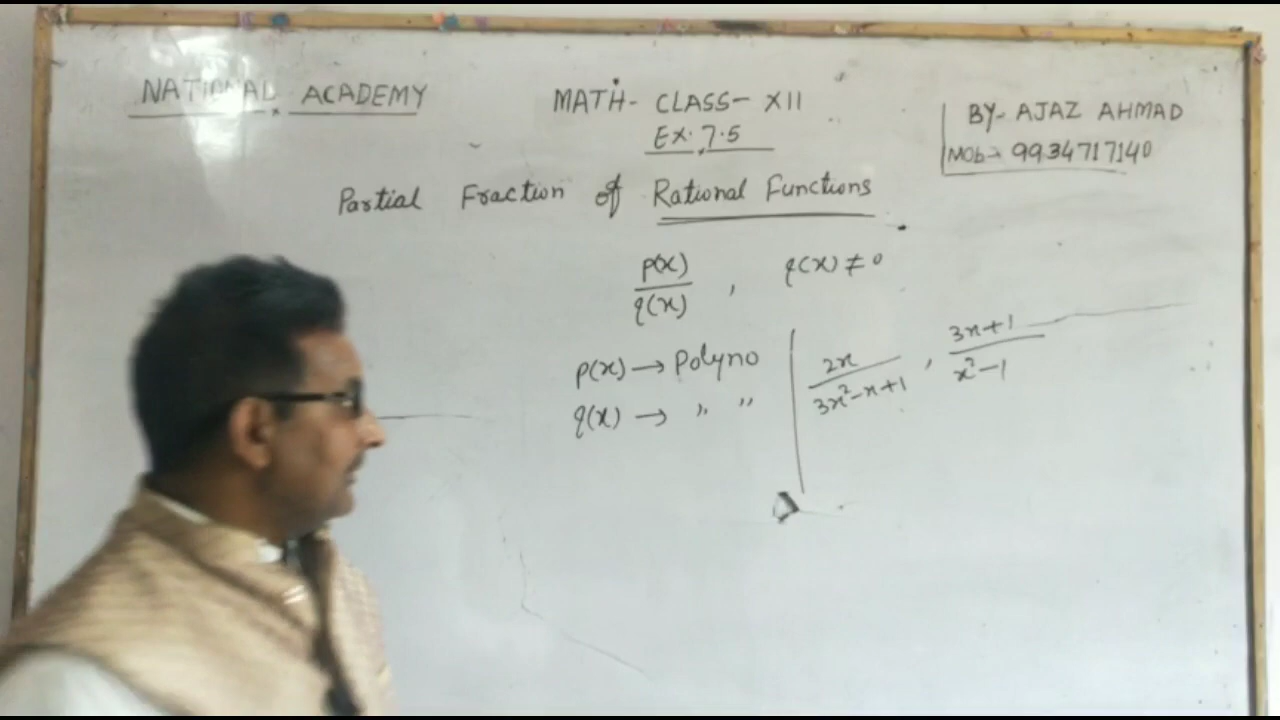 NATIONAL ACADEMY
MATH- CLASS- XII
EX. 7.5
BY- AJAZ AHMAD
Mob→ 9934717140
Partial Fraction of Rational Functions
p(x)/q(x) , q(x) ≠ 0
p(x) → Polyno
q(x) → " "
2x/3x²-x+1 , 3x+1/x²-1